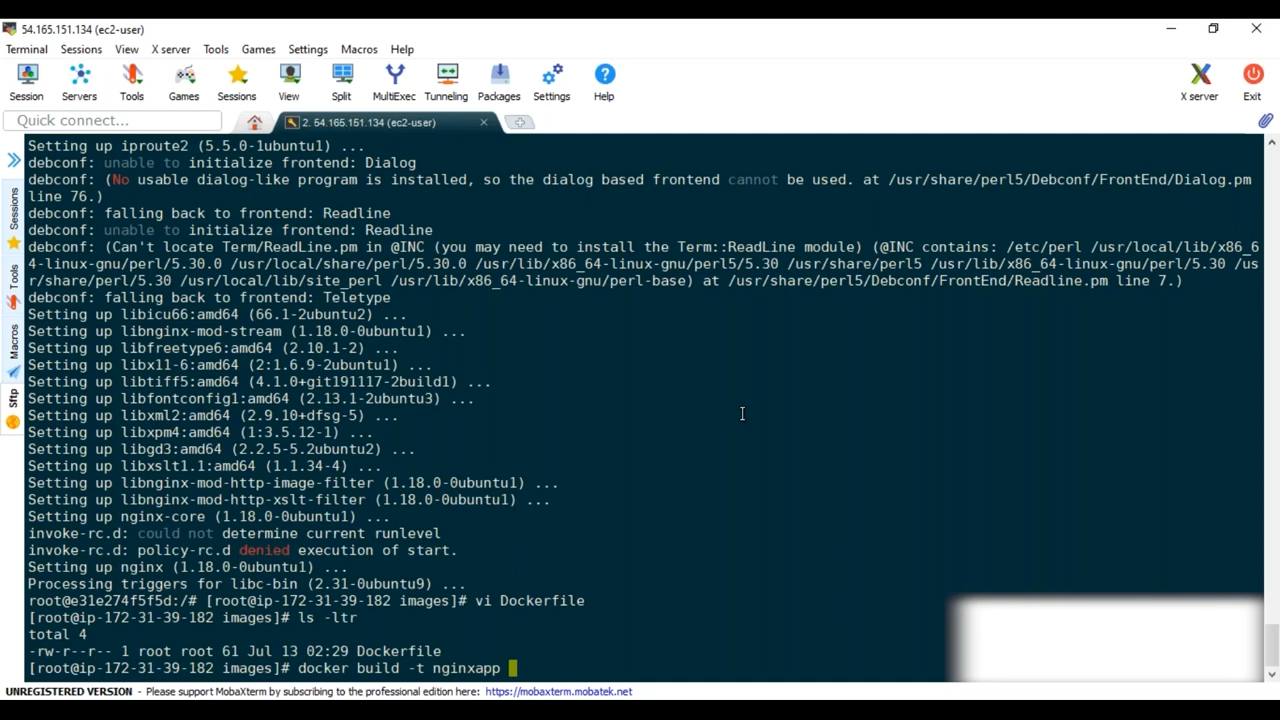 54.165.151.134 (ec2-user)
Terminal Sessions View X server Tools Games Settings Macros Help
Session Servers Tools Games Sessions View Split MultiExec Tunneling Packages Settings Help X server Exit
Quick connect...
2. 54.165.151.134 (ec2-user)
Sessions
Tools
Macros
Sftp
Setting up iproute2 (5.5.0-1ubuntu1) ...
debconf: unable to initialize frontend: Dialog
debconf: (No usable dialog-like program is installed, so the dialog based frontend cannot be used. at /usr/share/perl5/Debconf/FrontEnd/Dialog.pm
line 76.)
debconf: falling back to frontend: Readline
debconf: unable to initialize frontend: Readline
debconf: (Can't locate Term/ReadLine.pm in @INC (you may need to install the Term::ReadLine module) (@INC contains: /etc/perl /usr/local/lib/x86_6
4-linux-gnu/perl/5.30.0 /usr/local/share/perl/5.30.0 /usr/lib/x86_64-linux-gnu/perl5/5.30 /usr/share/perl5 /usr/lib/x86_64-linux-gnu/perl/5.30 /us
r/share/perl/5.30 /usr/local/lib/site_perl /usr/lib/x86_64-linux-gnu/perl-base) at /usr/share/perl5/Debconf/FrontEnd/Readline.pm line 7.)
debconf: falling back to frontend: Teletype
Setting up libicu66:amd64 (66.1-2ubuntu2) ...
Setting up libnginx-mod-stream (1.18.0-0ubuntu1) ...
Setting up libfreetype6:amd64 (2.10.1-2) ...
Setting up libx11-6:amd64 (2:1.6.9-2ubuntu1) ...
Setting up libtiff5:amd64 (4.1.0+git191117-2build1) ...
Setting up libfontconfig1:amd64 (2.13.1-2ubuntu3) ...
Setting up libxml2:amd64 (2.9.10+dfsg-5) ...
Setting up libxpm4:amd64 (1:3.5.12-1) ...
Setting up libgd3:amd64 (2.2.5-5.2ubuntu2) ...
Setting up libxslt1.1:amd64 (1.1.34-4) ...
Setting up libnginx-mod-http-image-filter (1.18.0-0ubuntu1) ...
Setting up libnginx-mod-http-xslt-filter (1.18.0-0ubuntu1) ...
Setting up nginx-core (1.18.0-0ubuntu1) ...
invoke-rc.d: could not determine current runlevel
invoke-rc.d: policy-rc.d denied execution of start.
Setting up nginx (1.18.0-0ubuntu1) ...
Processing triggers for libc-bin (2.31-0ubuntu9) ...
root@e31e274f5f5d:/# [root@ip-172-31-39-182 images]# vi Dockerfile
[root@ip-172-31-39-182 images]# ls -ltr
total 4
-rw-r--r-- 1 root root 61 Jul 13 02:29 Dockerfile
[root@ip-172-31-39-182 images]# docker build -t nginxapp
UNREGISTERED VERSION - Please support MobaXterm by subscribing to the professional edition here: https://mobaxterm.mobatek.net